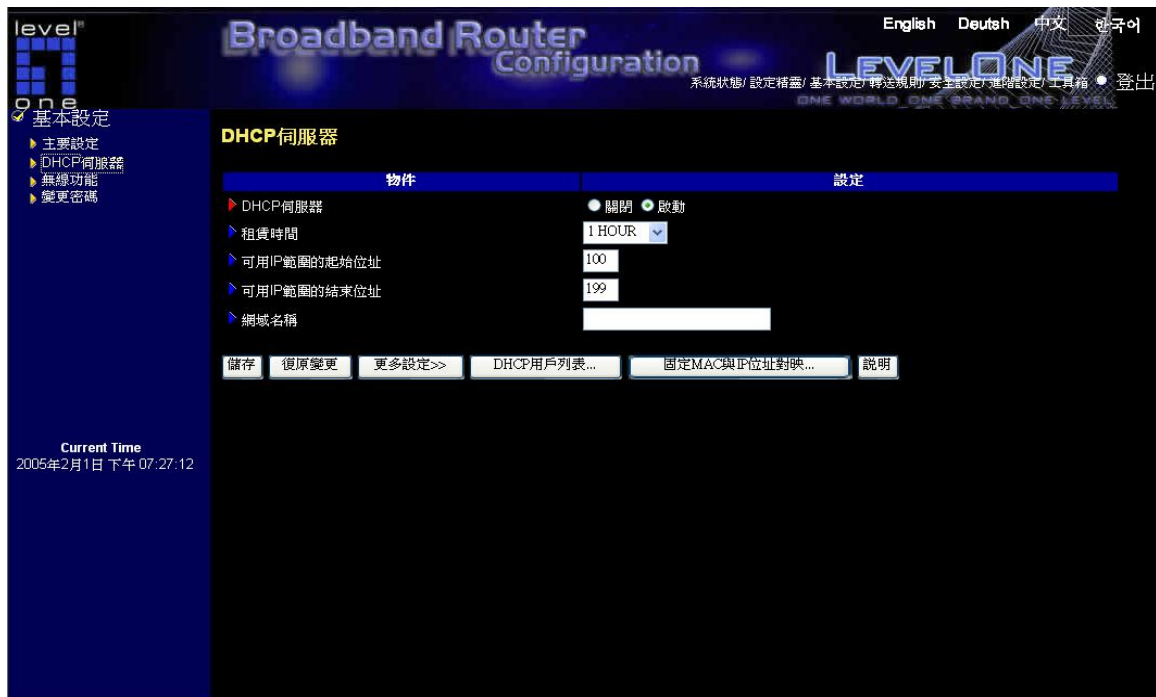 level one
Broadband Router
Configuration
English Deutsh 中文 한국어
LEVELONE
系統狀態/ 設定精靈/ 基本設定/ 轉送規則/ 安全設定/ 進階設定/ 工具箱 登出
ONE WORLD_ONE BRAND_ONE LEVEL
基本設定
主要設定
DHCP伺服器
無線功能
變更密碼
Current Time
2005年2月1日 下午 07:27:12
DHCP伺服器
物件 設定
DHCP伺服器 關閉 啟動
租賃時間 1 HOUR
可用IP範圍的起始位址 100
可用IP範圍的結束位址 199
網域名稱
儲存 復原變更 更多設定>> DHCP用戶列表... 固定MAC與IP位址對映... 說明